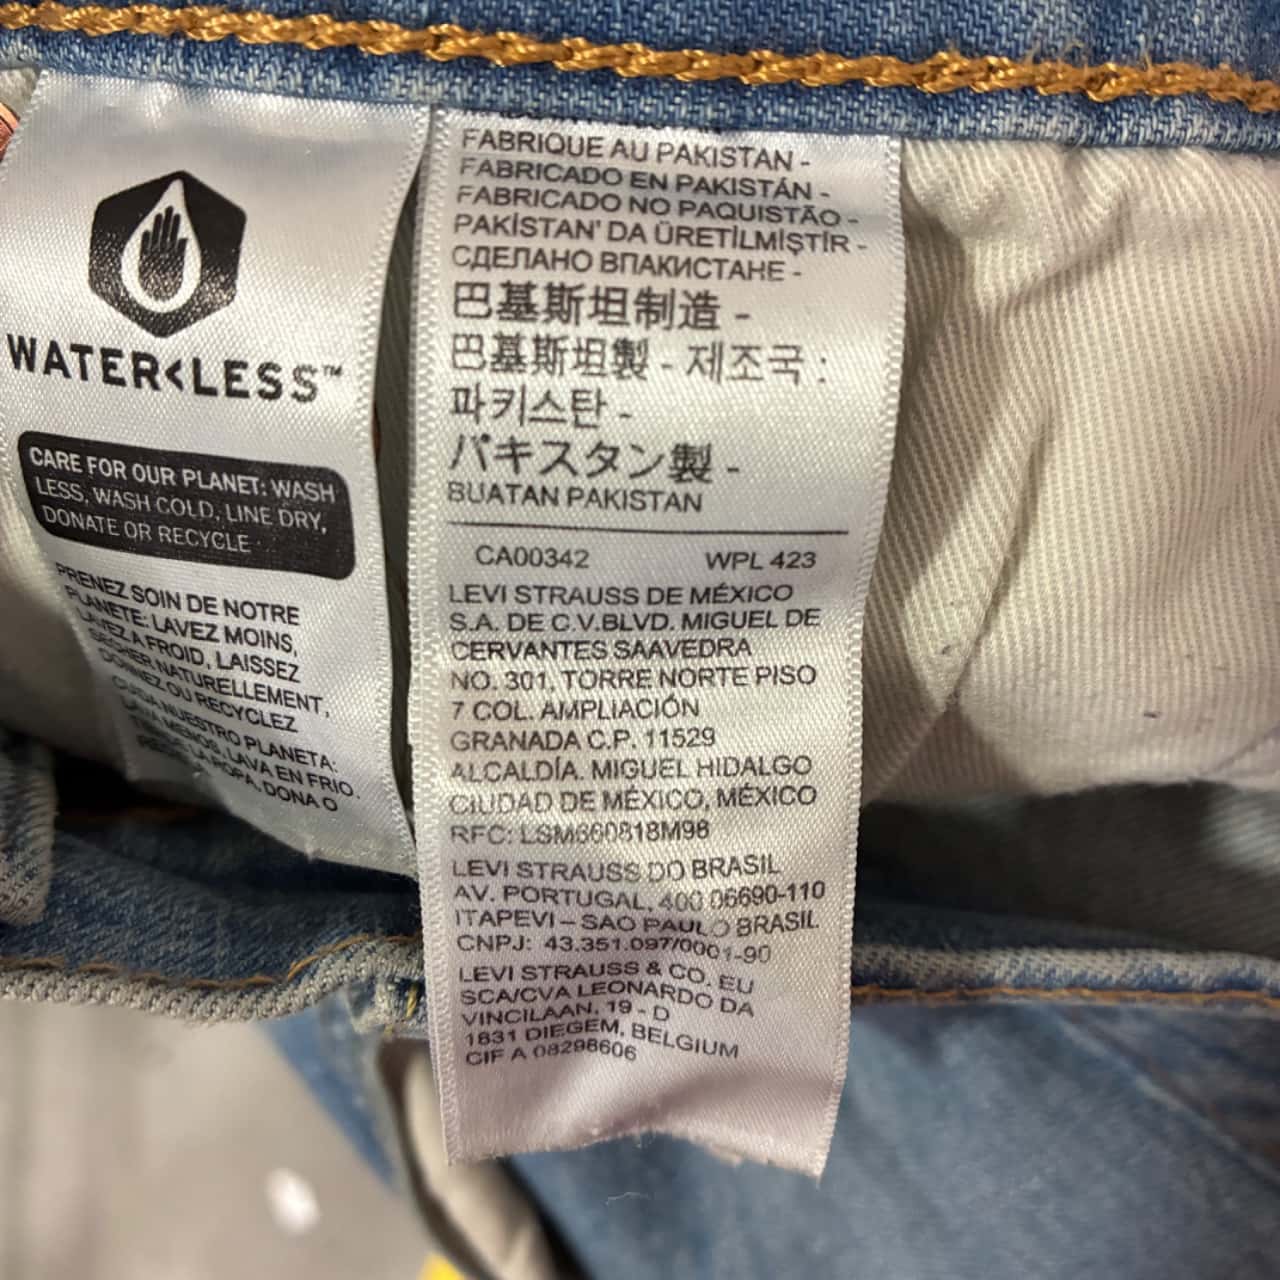 WATER<LESS™
CARE FOR OUR PLANET: WASH
LESS, WASH COLD, LINE DRY,
DONATE OR RECYCLE
PRENEZ SOIN DE NOTRE
PLANETE: LAVEZ MOINS,
LAVEZ A FROID, LAISSEZ
SECHER NATURELLEMENT,
DONNEZ OU RECYCLEZ
CUIDA NUESTRO PLANETA:
LAVA MENOS, LAVA EN FRIO.
LA ROPA, DONA O
FABRIQUE AU PAKISTAN -
FABRICADO EN PAKISTÁN -
FABRICADO NO PAQUISTÃO -
PAKİSTAN' DA ÜRETİLMİŞTİR -
СДЕЛАНО ВПАКИСТАНЕ -
巴基斯坦制造 -
巴基斯坦製 - 제조국 :
파키스탄 -
パキスタン製 -
BUATAN PAKISTAN
CA00342 WPL 423
LEVI STRAUSS DE MÉXICO
S.A. DE C.V.BLVD. MIGUEL DE
CERVANTES SAAVEDRA
NO. 301, TORRE NORTE PISO
7 COL. AMPLIACIÓN
GRANADA C.P. 11529
ALCALDÍA. MIGUEL HIDALGO
CIUDAD DE MÉXICO, MÉXICO
RFC: LSM660818M98
LEVI STRAUSS DO BRASIL
AV. PORTUGAL, 400 06690-110
ITAPEVI – SAO PAULO BRASIL
CNPJ: 43.351.097/0001-90
LEVI STRAUSS & CO. EU
SCA/CVA LEONARDO DA
VINCILAAN, 19 - D
1831 DIEGEM, BELGIUM
CIF A 08298606